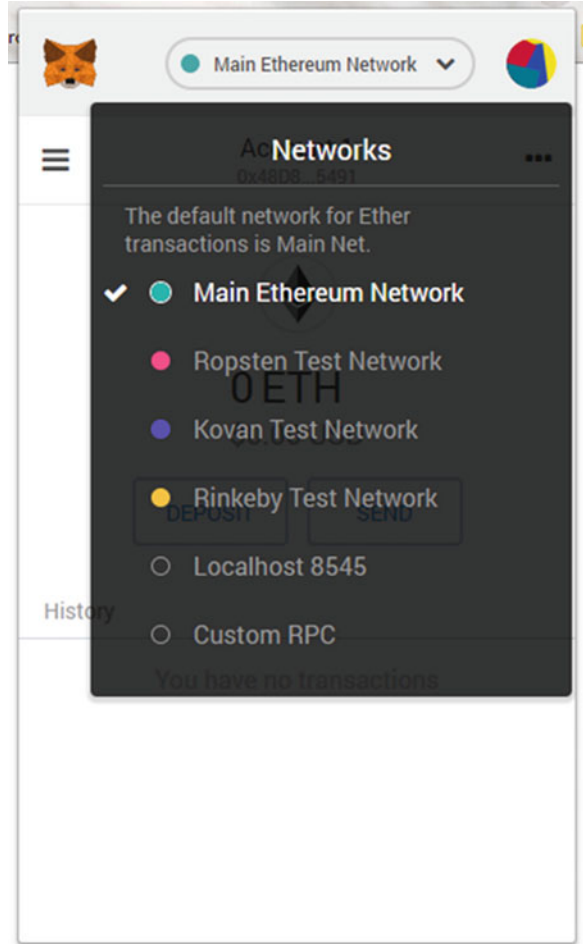 Main Ethereum Network
Networks
0x48D8...5491
The default network for Ether
transactions is Main Net.
Main Ethereum Network
Ropsten Test Network
0 ETH
Kovan Test Network
Rinkeby Test Network
DEPOSIT SEND
Localhost 8545
History
Custom RPC
You have no transactions